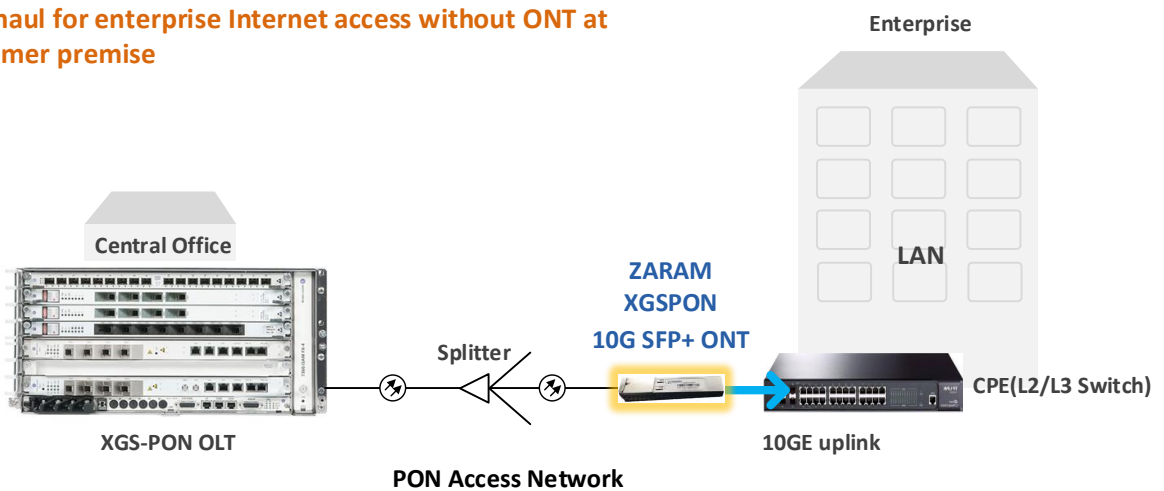 haul for enterprise Internet access without ONT at
mer premise
Enterprise
Central Office
LAN
ZARAM
XGSPON
10G SFP+ ONT
Splitter
CPE(L2/L3 Switch)
XGS-PON OLT
10GE uplink
PON Access Network